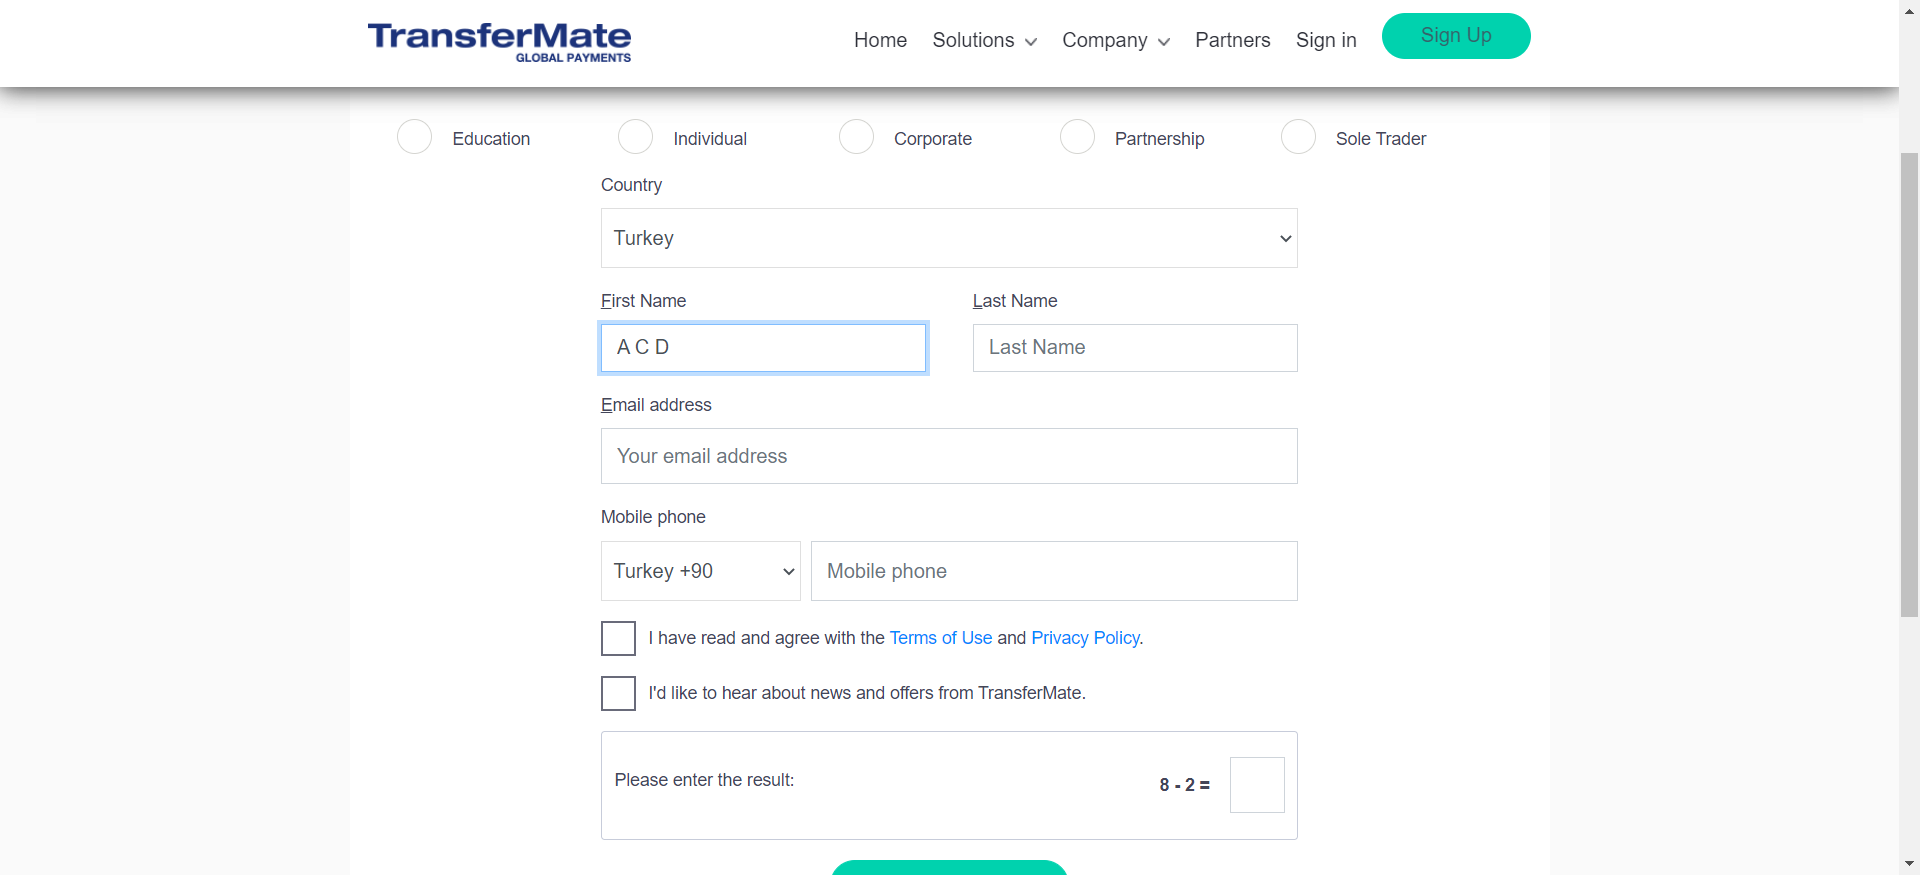 TransferMate
GLOBAL PAYMENTS
Home Solutions Company Partners Sign in Sign Up
Education Individual Corporate Partnership Sole Trader
Country
Turkey
First Name Last Name
A C D Last Name
Email address
Your email address
Mobile phone
Turkey +90 Mobile phone
I have read and agree with the Terms of Use and Privacy Policy.
I'd like to hear about news and offers from TransferMate.
Please enter the result: 8 - 2 =